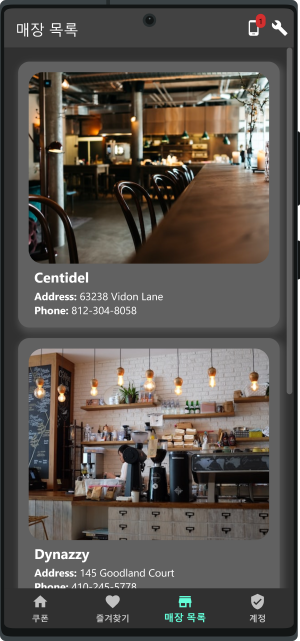 매장 목록
1
Centidel
Address: 63238 Vidon Lane
Phone: 812-304-8058
Dynazzy
Address: 145 Goodland Court
Phone: 410-245-5778
쿠폰
즐겨찾기
매장 목록
계정